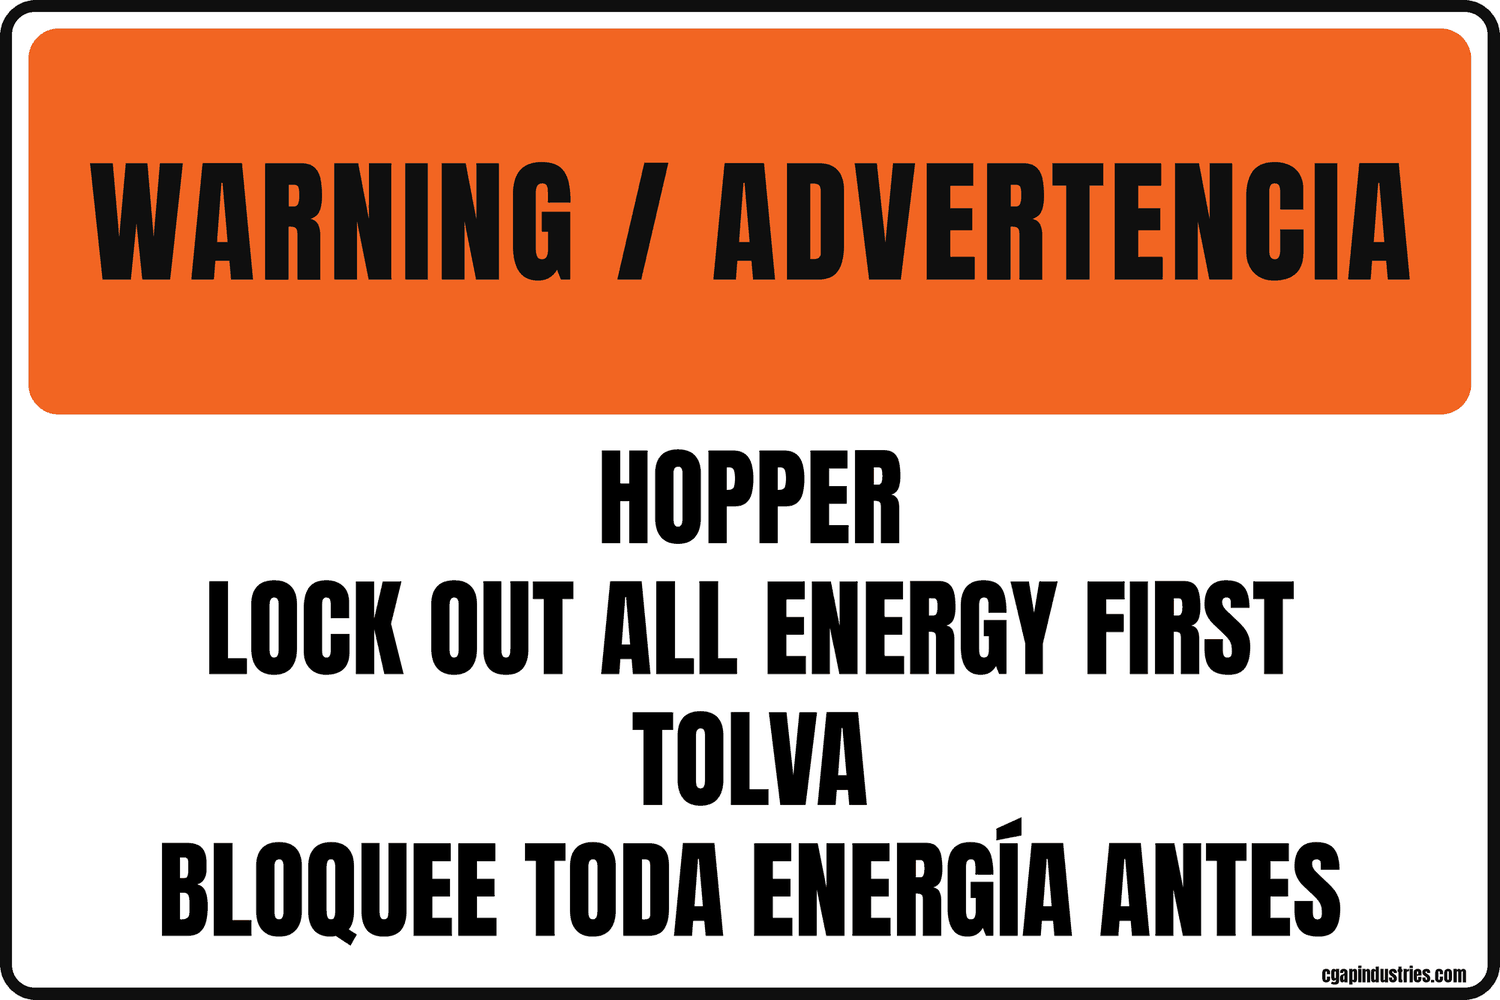 WARNING / ADVERTENCIA
HOPPER
LOCK OUT ALL ENERGY FIRST
TOLVA
BLOQUEE TODA ENERGÍA ANTES
cgapindustries.com